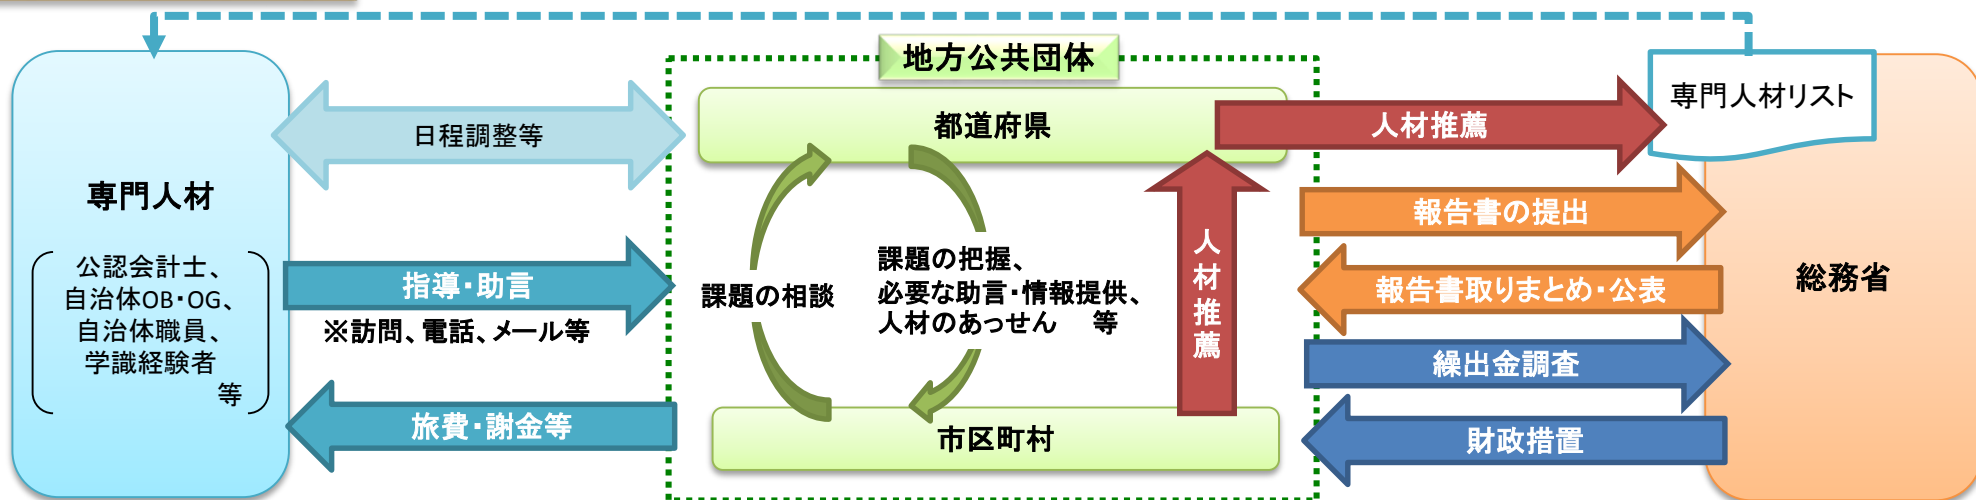 地方公共団体
専門人材リスト
都道府県
人材推薦
日程調整等
専門人材
公認会計士、
自治体OB・OG、
自治体職員、
学識経験者
等
指導・助言
※訪問、電話、メール等
旅費・謝金等
課題の相談
課題の把握、
必要な助言・情報提供、
人材のあっせん　等
人材推薦
市区町村
報告書の提出
報告書取りまとめ・公表
繰出金調査
財政措置
総務省